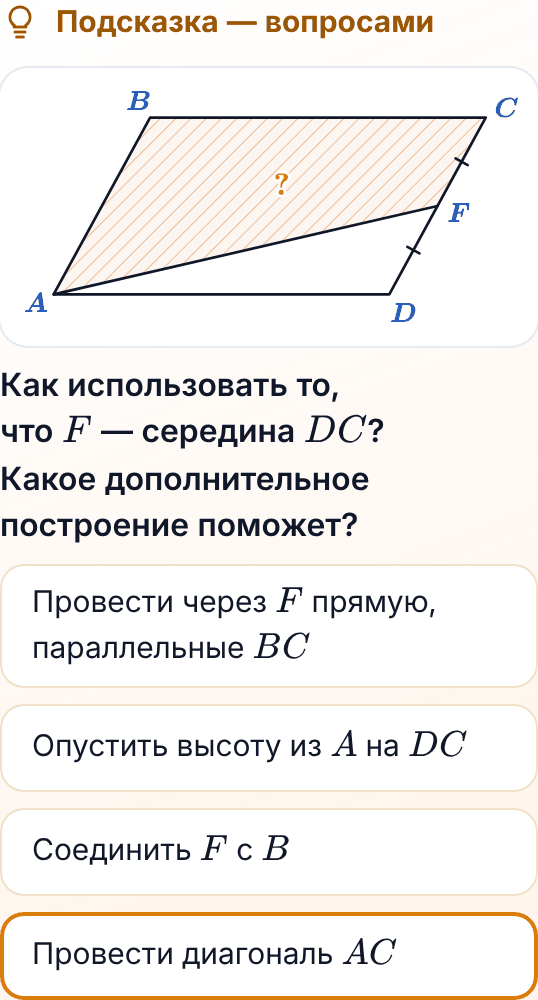 Подсказка — вопросами
B
C
?
F
A
D
Как использовать то,
что F — середина DC?
Какое дополнительное
построение поможет?
Провести через F прямую,
параллельные BC
Опустить высоту из A на DC
Соединить F с B
Провести диагональ AC